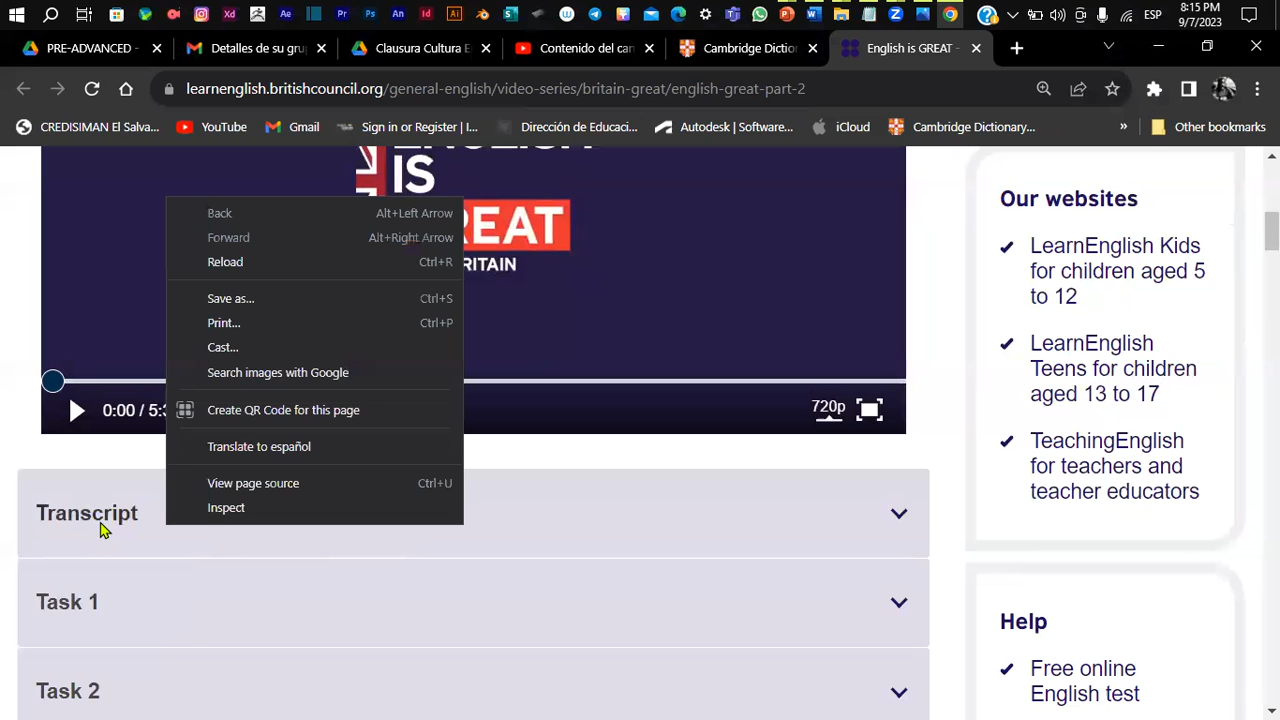 ESP
8:15 PM
9/7/2023
PRE-ADVANCED -
Detalles de su gru
Clausura Cultura E
Contenido del can
Cambridge Dictior
English is GREAT -
learnenglish.britishcouncil.org/general-english/video-series/britain-great/english-great-part-2
CREDISIMAN El Salva...
YouTube
Gmail
Sign in or Register | I...
Dirección de Educaci...
Autodesk | Software...
iCloud
Cambridge Dictionary...
»
Other bookmarks
IS
REAT
RITAIN
Back Alt+Left Arrow
Forward Alt+Right Arrow
Reload Ctrl+R
Save as... Ctrl+S
Print... Ctrl+P
Cast...
Search images with Google
Create QR Code for this page
Translate to español
View page source Ctrl+U
Inspect
0:00 / 5:3
720p
Transcript
Task 1
Task 2
Our websites
LearnEnglish Kids
for children aged 5
to 12
LearnEnglish
Teens for children
aged 13 to 17
TeachingEnglish
for teachers and
teacher educators
Help
Free online
English test